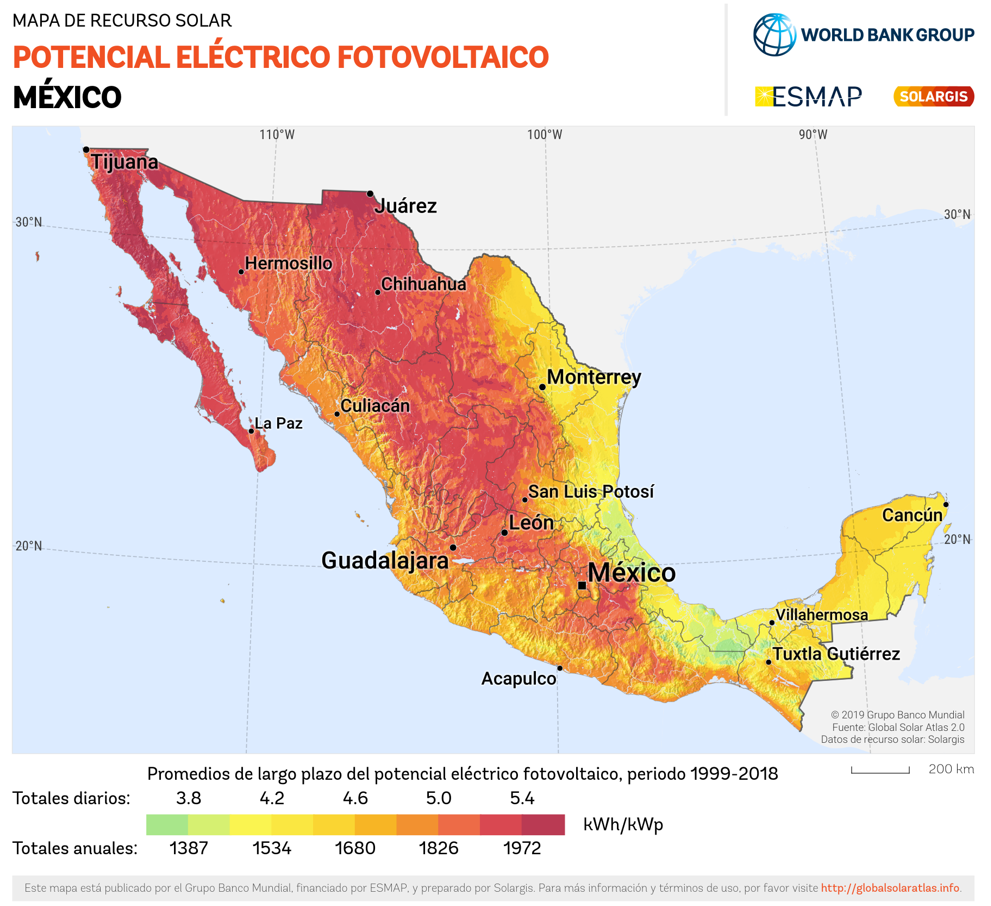 MAPA DE RECURSO SOLAR
POTENCIAL ELÉCTRICO FOTOVOLTAICO
MÉXICO
WORLD BANK GROUP
ESMAP
SOLARGIS
110°W 100°W 90°W
Tijuana
Juárez
30°N 30°N
Hermosillo
Chihuahua
Monterrey
Culiacán
La Paz
San Luis Potosí
Cancún
León
20°N 20°N
Guadalajara
México
Villahermosa
Tuxtla Gutiérrez
Acapulco
© 2019 Grupo Banco Mundial
Fuente: Global Solar Atlas 2.0
Datos de recurso solar: Solargis
Promedios de largo plazo del potencial eléctrico fotovoltaico, periodo 1999-2018
200 km
Totales diarios: 3.8 4.2 4.6 5.0 5.4
kWh/kWp
Totales anuales: 1387 1534 1680 1826 1972
Este mapa está publicado por el Grupo Banco Mundial, financiado por ESMAP, y preparado por Solargis. Para más información y términos de uso, por favor visite http://globalsolaratlas.info.